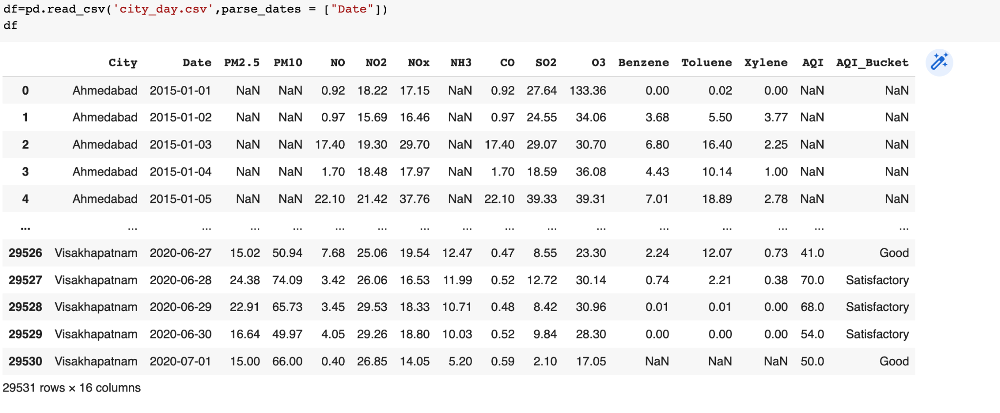 df=pd.read_csv('city_day.csv',parse_dates = ["Date"])
df
City Date PM2.5 PM10 NO NO2 NOx NH3 CO SO2 O3 Benzene Toluene Xylene AQI AQI_Bucket
0 Ahmedabad 2015-01-01 NaN NaN 0.92 18.22 17.15 NaN 0.92 27.64 133.36 0.00 0.02 0.00 NaN NaN
1 Ahmedabad 2015-01-02 NaN NaN 0.97 15.69 16.46 NaN 0.97 24.55 34.06 3.68 5.50 3.77 NaN NaN
2 Ahmedabad 2015-01-03 NaN NaN 17.40 19.30 29.70 NaN 17.40 29.07 30.70 6.80 16.40 2.25 NaN NaN
3 Ahmedabad 2015-01-04 NaN NaN 1.70 18.48 17.97 NaN 1.70 18.59 36.08 4.43 10.14 1.00 NaN NaN
4 Ahmedabad 2015-01-05 NaN NaN 22.10 21.42 37.76 NaN 22.10 39.33 39.31 7.01 18.89 2.78 NaN NaN
... ... ... ... ... ... ... ... ... ... ... ... ... ... ... ... ...
29526 Visakhapatnam 2020-06-27 15.02 50.94 7.68 25.06 19.54 12.47 0.47 8.55 23.30 2.24 12.07 0.73 41.0 Good
29527 Visakhapatnam 2020-06-28 24.38 74.09 3.42 26.06 16.53 11.99 0.52 12.72 30.14 0.74 2.21 0.38 70.0 Satisfactory
29528 Visakhapatnam 2020-06-29 22.91 65.73 3.45 29.53 18.33 10.71 0.48 8.42 30.96 0.01 0.01 0.00 68.0 Satisfactory
29529 Visakhapatnam 2020-06-30 16.64 49.97 4.05 29.26 18.80 10.03 0.52 9.84 28.30 0.00 0.00 0.00 54.0 Satisfactory
29530 Visakhapatnam 2020-07-01 15.00 66.00 0.40 26.85 14.05 5.20 0.59 2.10 17.05 NaN NaN NaN 50.0 Good
29531 rows × 16 columns